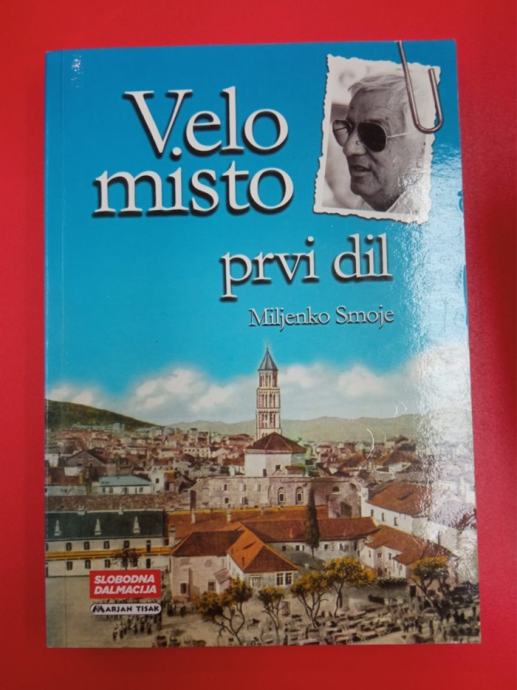 Velo
misto
prvi dil
Miljenko Smoje
SLOBODNA
DALMACIJA
MARJAN TISAK